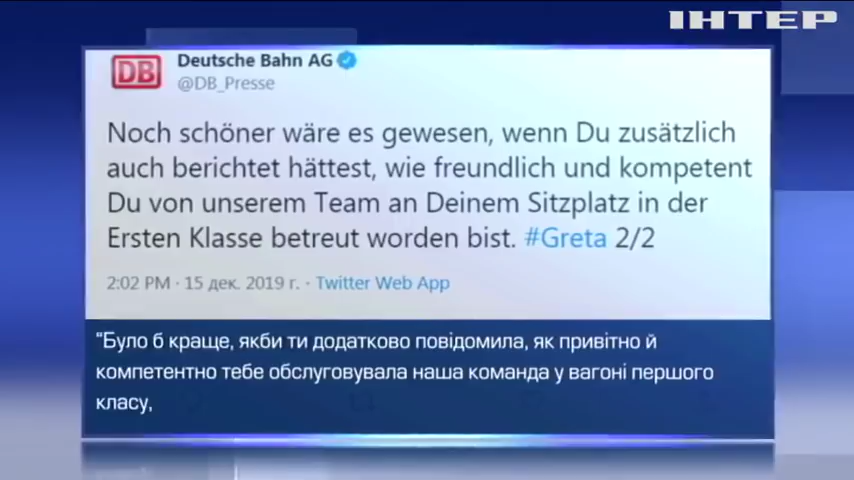 ІНТЕР
DB
Deutsche Bahn AG
@DB_Presse
Noch schöner wäre es gewesen, wenn Du zusätzlich
auch berichtet hättest, wie freundlich und kompetent
Du von unserem Team an Deinem Sitzplatz in der
Ersten Klasse betreut worden bist. #Greta 2/2
2:02 PM · 15 дек. 2019 г. · Twitter Web App
“Було б краще, якби ти додатково повідомила, як привітно й
компетентно тебе обслуговувала наша команда у вагоні першого
класу,